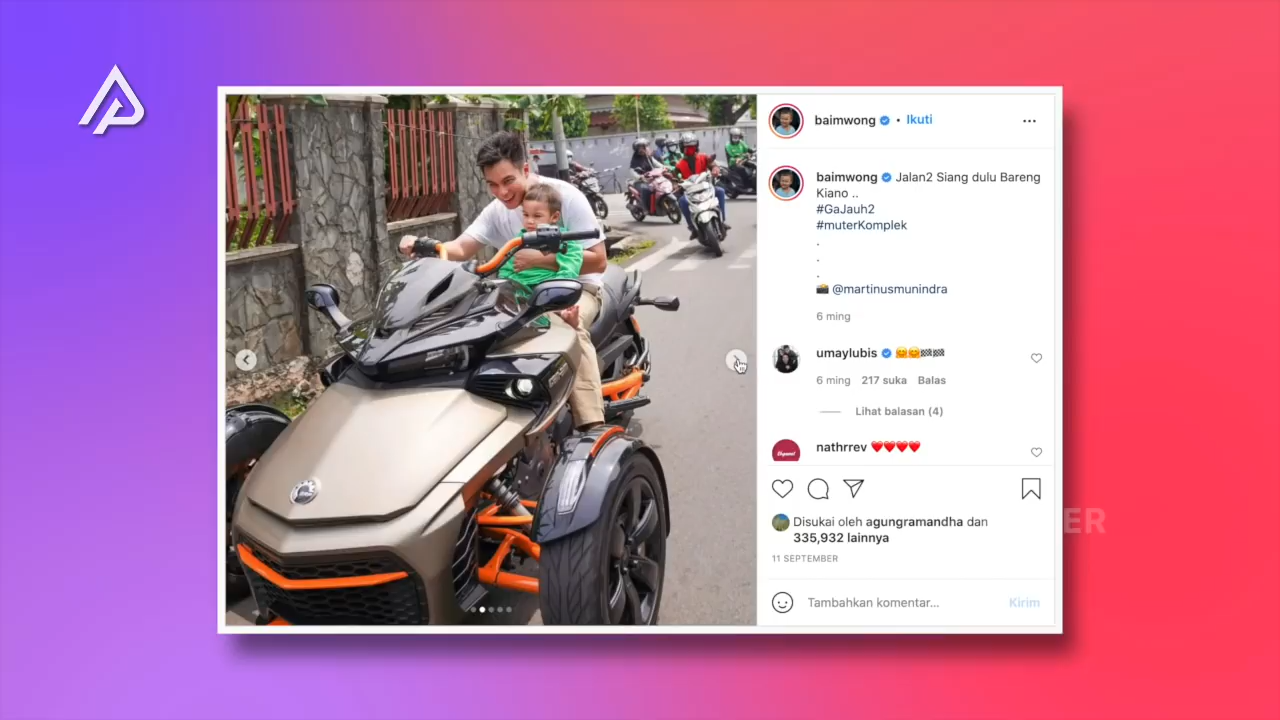 baimwong • Ikuti
baimwong Jalan2 Siang dulu Bareng
Kiano ..
#GaJauh2
#muterKomplek
.
.
.
📸 @martinusmunindra
6 ming
umaylubis 🤗🤗🏁🏁
6 ming 217 suka Balas
Lihat balasan (4)
nathrrev ❤️❤️❤️❤️
Disukai oleh agungramandha dan
335,932 lainnya
11 SEPTEMBER
Tambahkan komentar... Kirim
ER